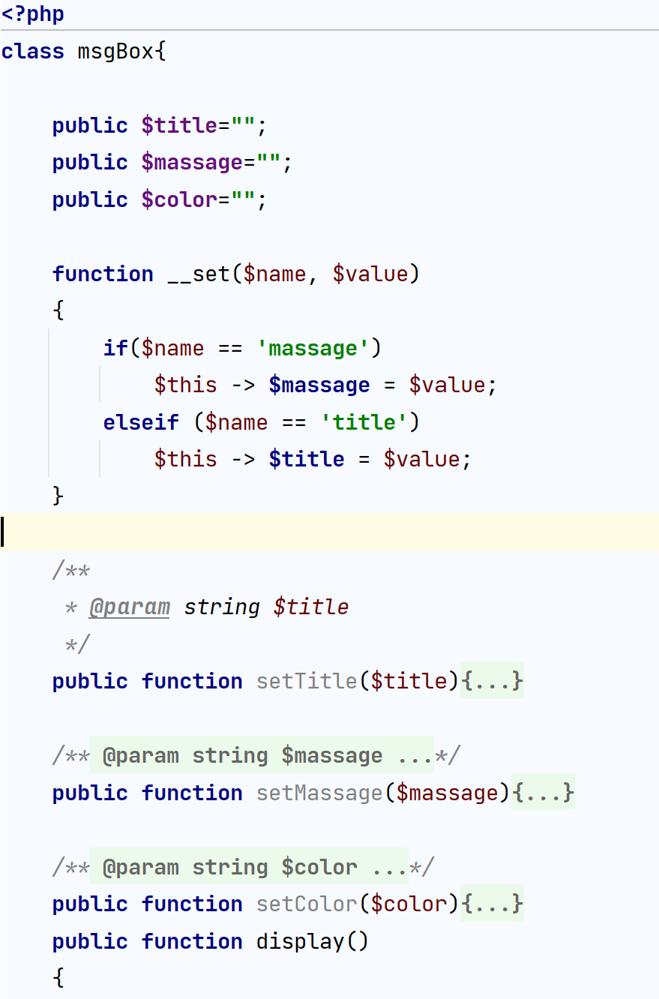 <?php
class msgBox{
public $title="";
public $massage="";
public $color="";
function __set($name, $value)
{
if($name == 'massage')
$this -> $massage = $value;
elseif ($name == 'title')
$this -> $title = $value;
}
/**
* @param string $title
*/
public function setTitle($title){...}
/** @param string $massage ...*/
public function setMassage($massage){...}
/** @param string $color ...*/
public function setColor($color){...}
public function display()
{